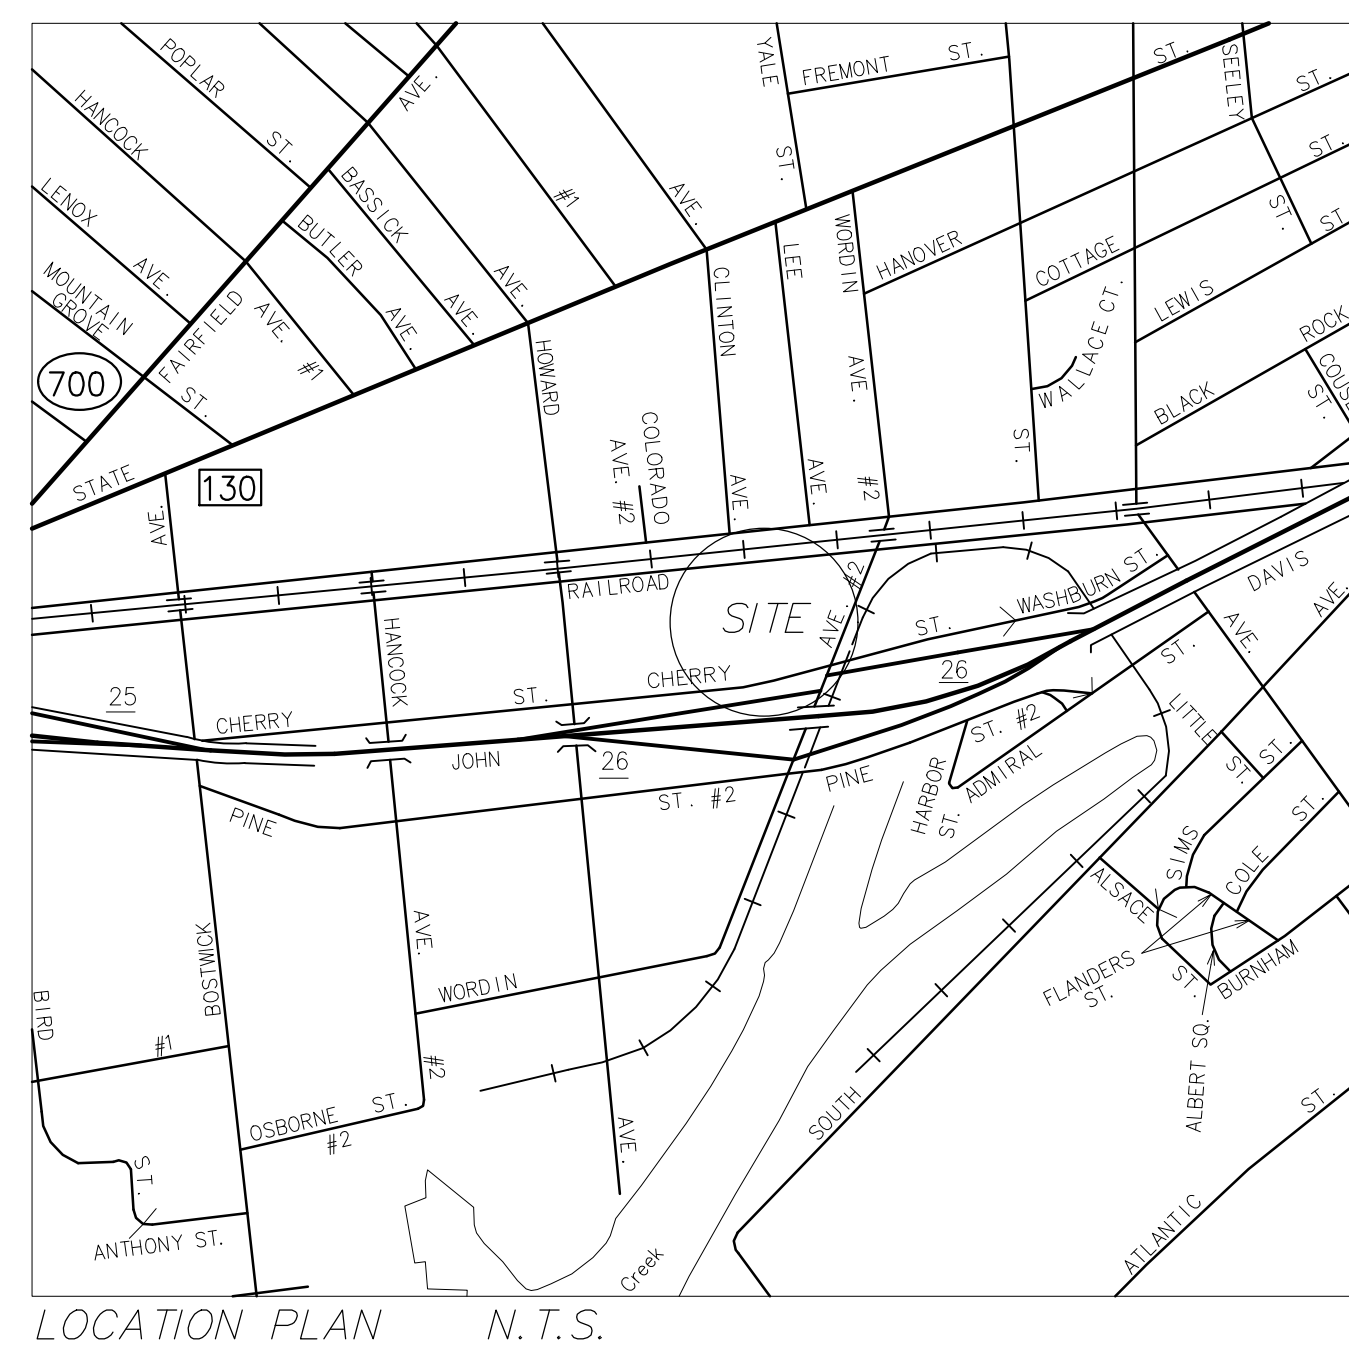 POPLAR
ST.
HANCOCK
LENOX
AVE.
MOUNTAIN
GROVE
ST.
700
FAIRFIELD
AVE.
AVE.
#1
BUTLER
AVE.
BASSICK
AVE.
AVE.
#1
AVE.
YALE
ST.
FREMONT
ST.
ST.
SEELEY
ST.
ST.
ST.
ST.
HANOVER
COTTAGE
LEWIS
ROCK
BLACK
WALLACE CT.
ST.
CLINTON
AVE.
LEE
AVE.
WORDIN
AVE.
#2
HOWARD
COLORADO
AVE. #2
STATE
130
AVE.
RAILROAD
SITE
AVE. #2
WASHBURN ST.
DAVIS
AVE.
AVE.
ST.
CHERRY
ST.
CHERRY
25
26
26
HANCOCK
JOHN
PINE
ST. #2
PINE
ST. #2
ADMIRAL
ST.
HARBOR
ST.
LITTLE
ST.
ST.
SIMS
COLE
ST.
ALSACE
ST.
FLANDERS
ST.
BURNHAM
ALBERT SQ.
BOSTWICK
AVE.
WORDIN
#2
BIRD
#1
OSBORNE ST.
#2
ST.
ANTHONY ST.
AVE.
SOUTH
Creek
ATLANTIC
ST.
LOCATION PLAN N.T.S.